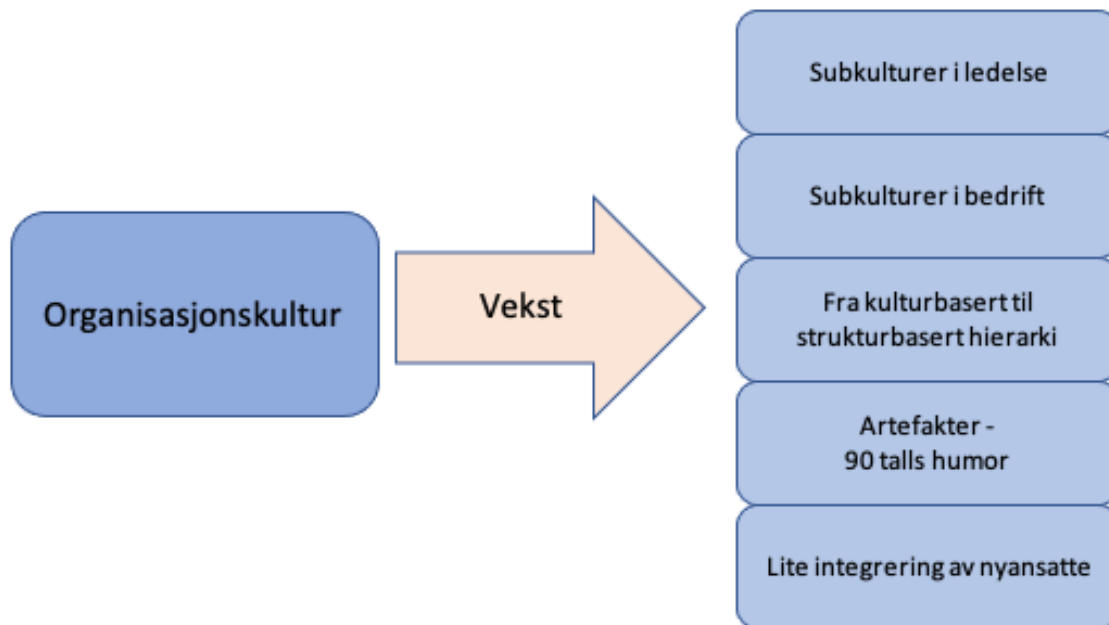 Organisasjonskultur
Vekst
Subkulturer i ledelse
Subkulturer i bedrift
Fra kulturbasert til
strukturbasert hierarki
Artefakter -
90 talls humor
Lite integrering av nyansatte